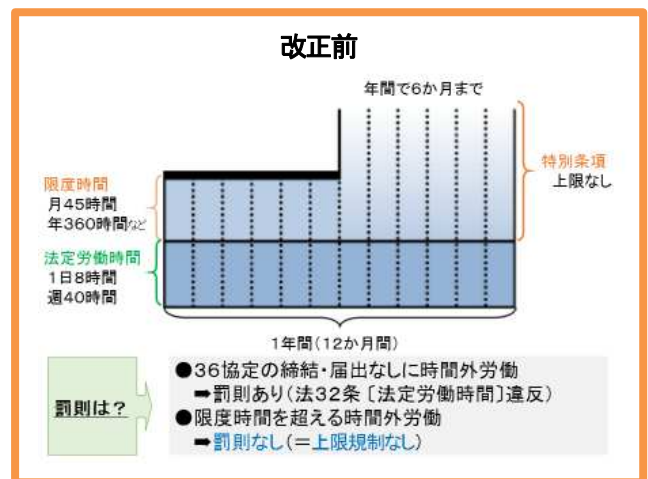 改正前
年間で6か月まで
特別条項
上限なし
限度時間
月45時間
年360時間など
法定労働時間
1日8時間
週40時間
1年間(12か月間)
罰則は?
●36協定の締結・届出なしに時間外労働
➡罰則あり(法32条〔法定労働時間〕違反)
●限度時間を超える時間外労働
➡罰則なし(=上限規制なし)